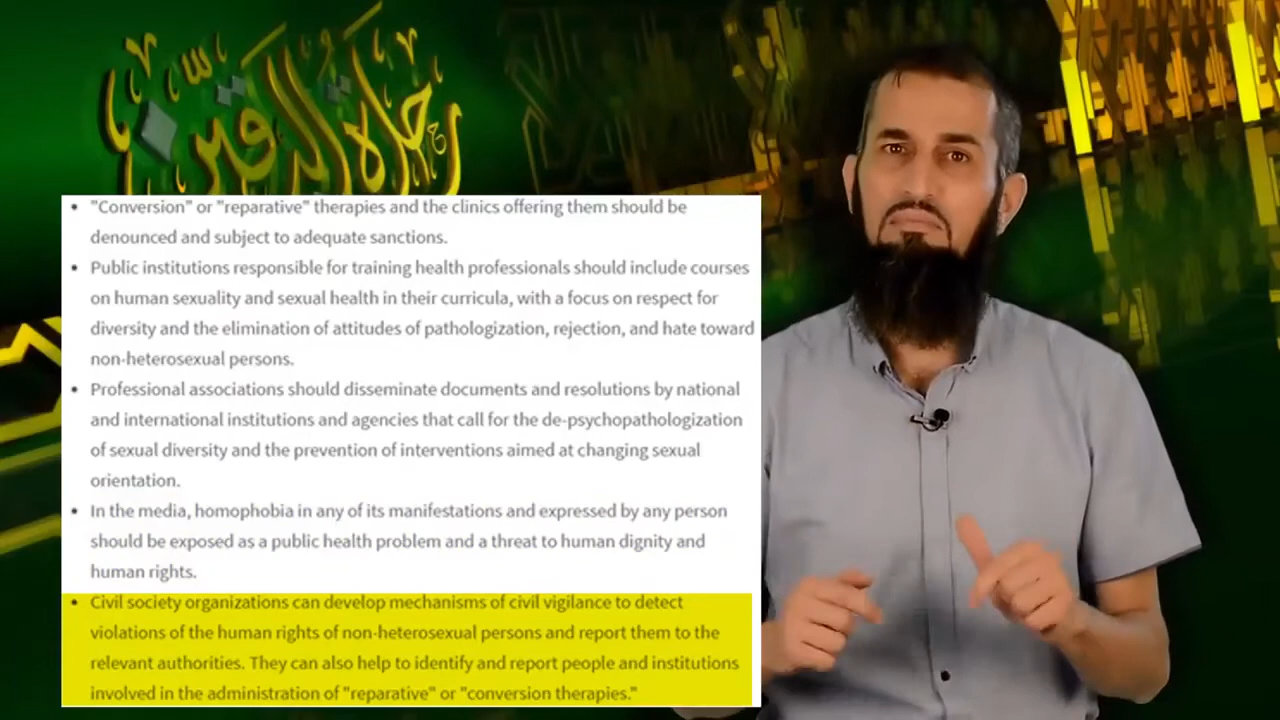 رحلة اليقين
• "Conversion" or "reparative" therapies and the clinics offering them should be
denounced and subject to adequate sanctions.
• Public institutions responsible for training health professionals should include courses
on human sexuality and sexual health in their curricula, with a focus on respect for
diversity and the elimination of attitudes of pathologization, rejection, and hate toward
non-heterosexual persons.
• Professional associations should disseminate documents and resolutions by national
and international institutions and agencies that call for the de-psychopathologization
of sexual diversity and the prevention of interventions aimed at changing sexual
orientation.
• In the media, homophobia in any of its manifestations and expressed by any person
should be exposed as a public health problem and a threat to human dignity and
human rights.
• Civil society organizations can develop mechanisms of civil vigilance to detect
violations of the human rights of non-heterosexual persons and report them to the
relevant authorities. They can also help to identify and report people and institutions
involved in the administration of "reparative" or "conversion therapies."